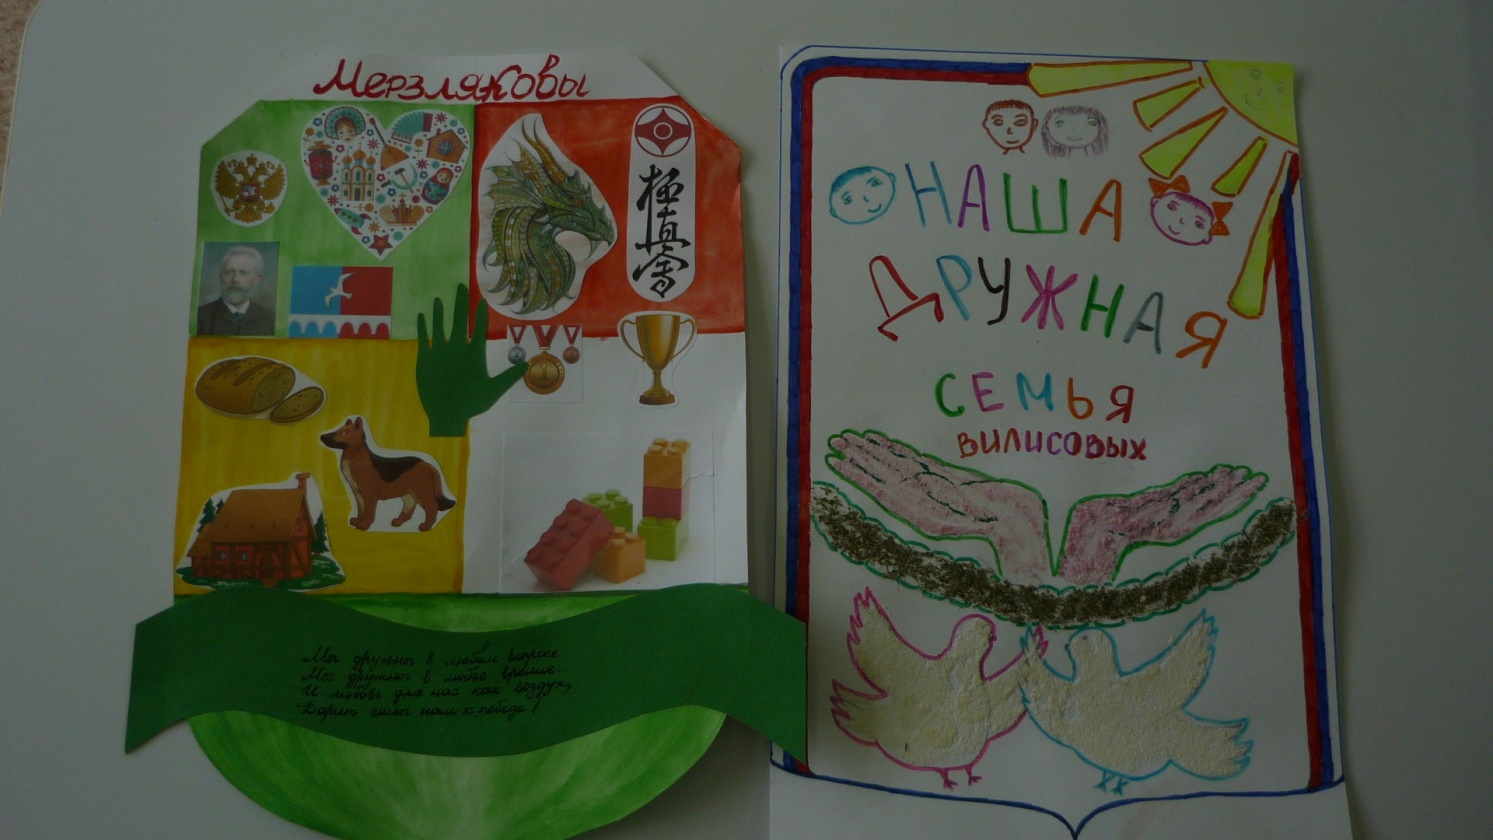 Мерзляковы
極
真
會
Мы дружны в любом вопросе
Мы дружны в любое время.
И любовь для нас как воздух,
Дарит силы нам к победе!
НАША
ДРУЖНАЯ
СЕМЬЯ
ВИЛИСОВЫХ